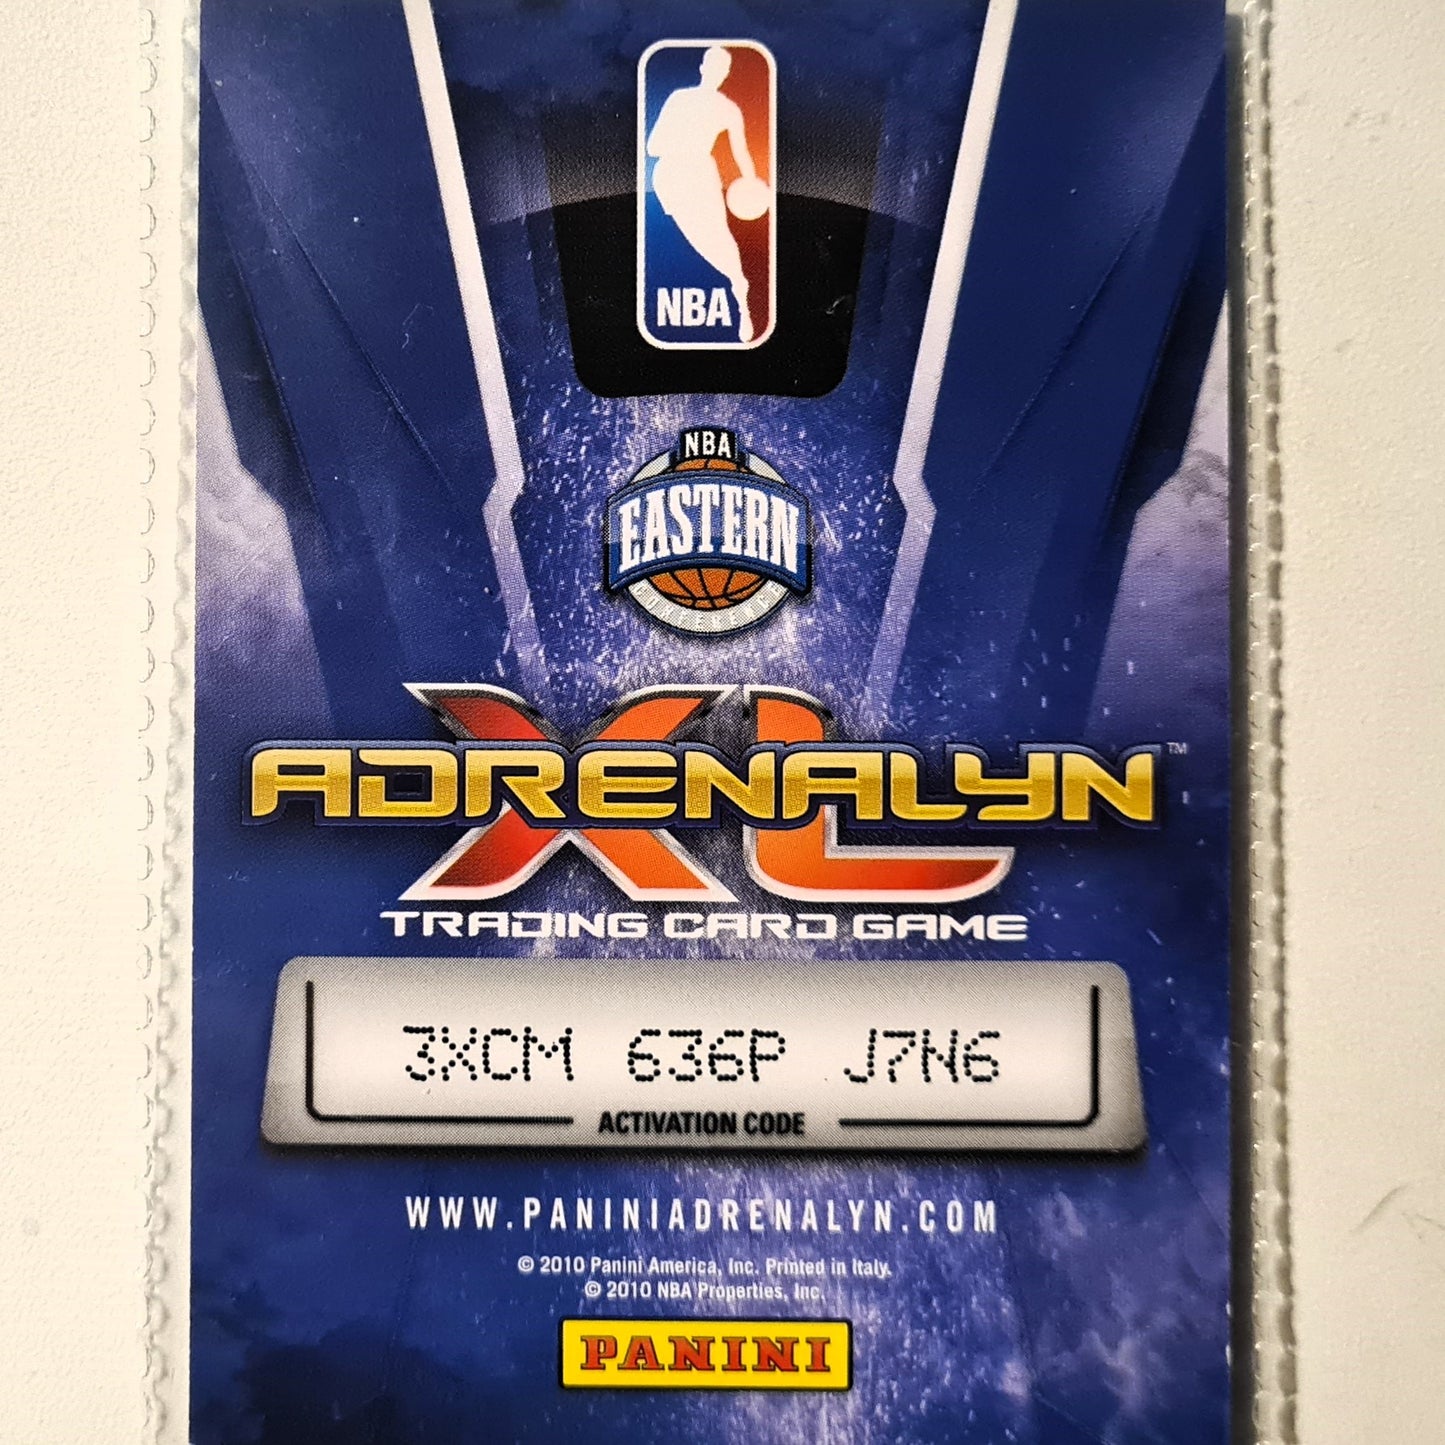 NBA
NBA
EASTERN
CONFERENCE
XL
ADRENALYN™
TRADING CARD GAME
3XCM 636P J7N6
ACTIVATION CODE
WWW.PANINIADRENALYN.COM
© 2010 Panini America, Inc. Printed in Italy.
© 2010 NBA Properties, Inc.
PANINI